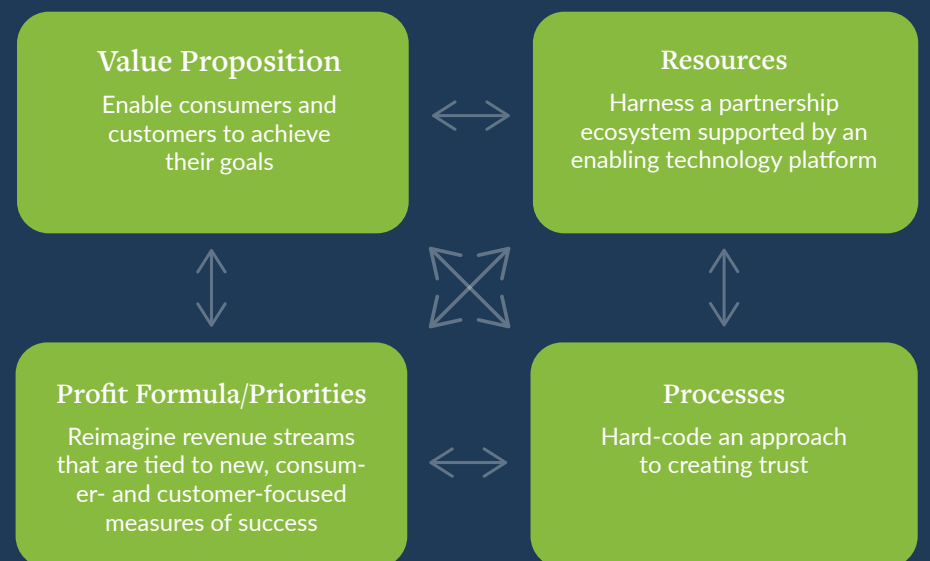 Value Proposition
Enable consumers and
customers to achieve
their goals
Resources
Harness a partnership
ecosystem supported by an
enabling technology platform
Profit Formula/Priorities
Reimagine revenue streams
that are tied to new, consum-
er- and customer-focused
measures of success
Processes
Hard-code an approach
to creating trust